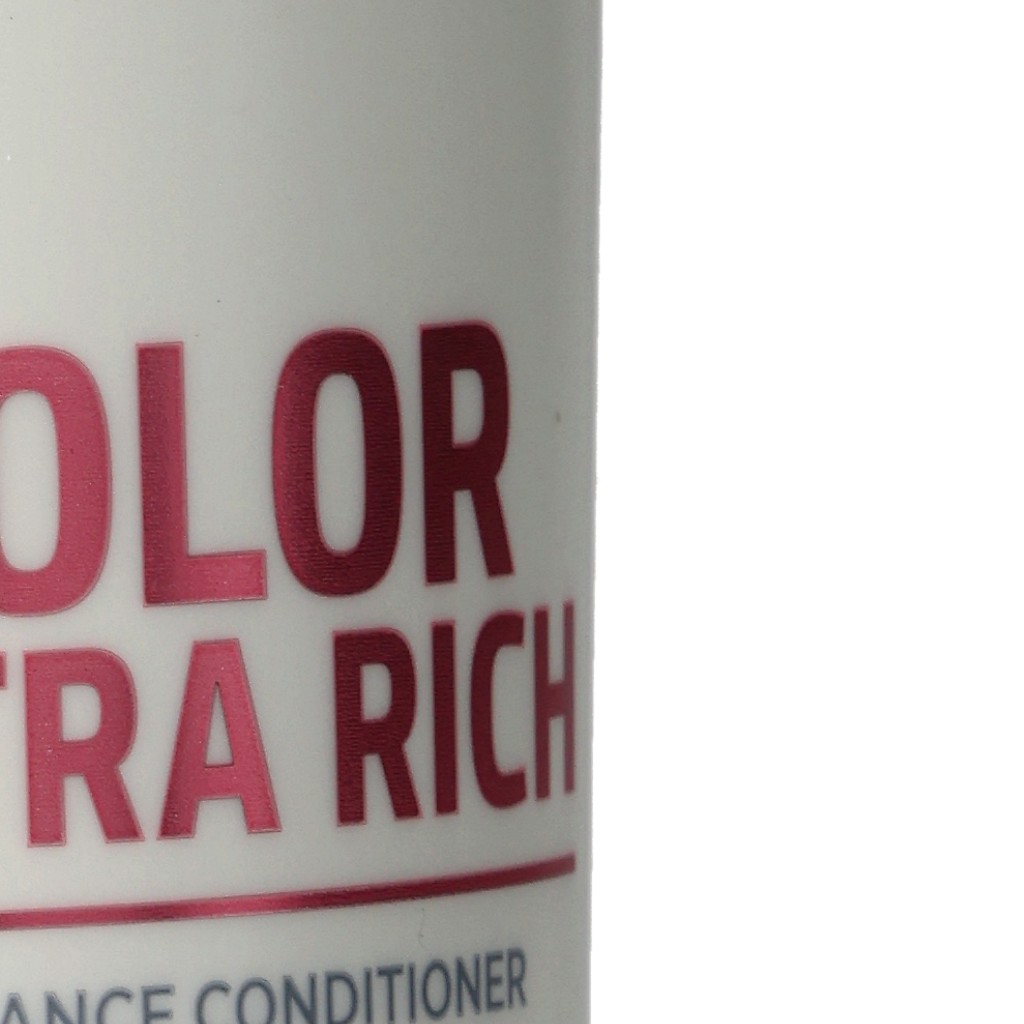 OLOR
TRA RICH
ANCE CONDITIONER